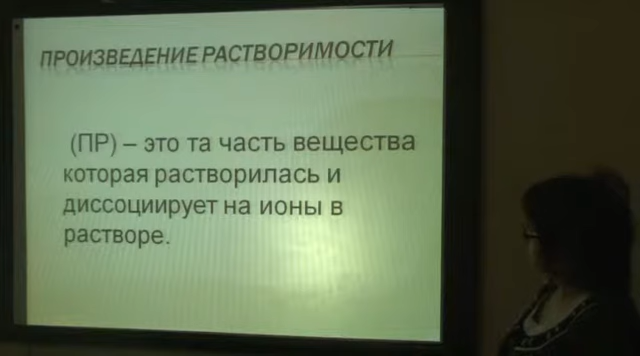 ПРОИЗВЕДЕНИЕ РАСТВОРИМОСТИ
(ПР) – это та часть вещества
которая растворилась и
диссоциирует на ионы в
растворе.